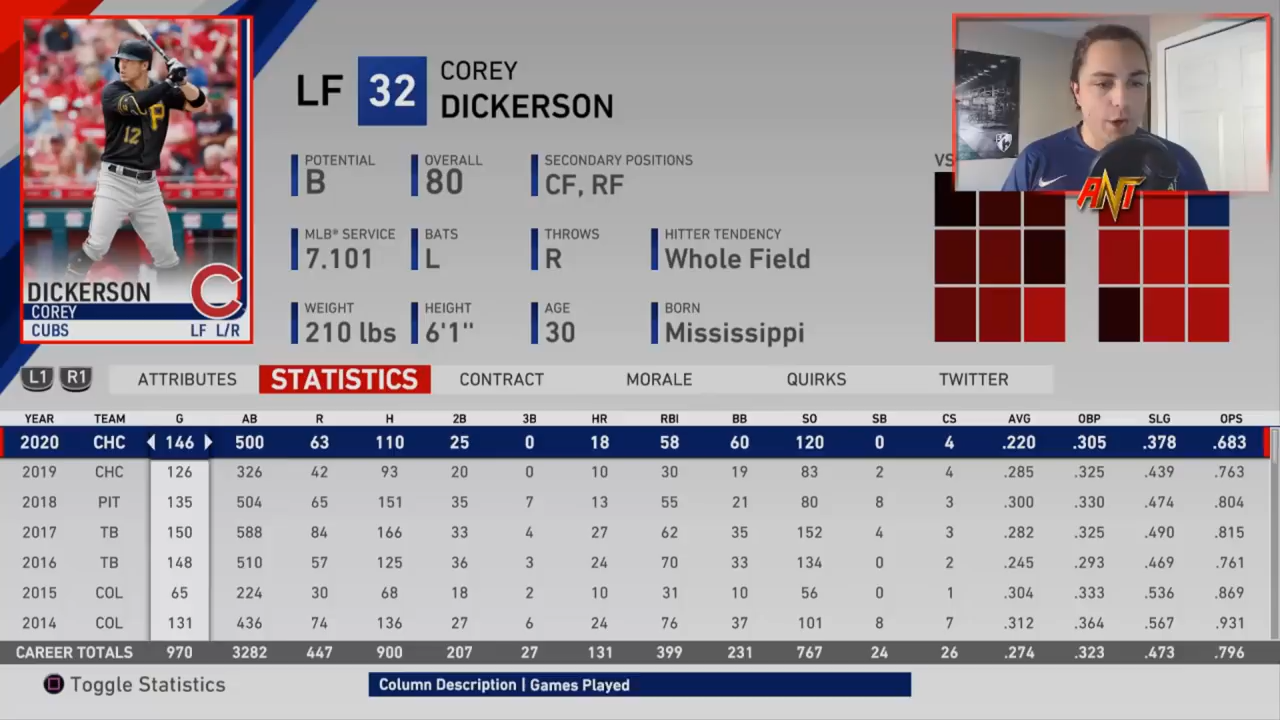 P
12
DICKERSON
COREY
CUBS LF L/R
C
LF 32 COREY
DICKERSON
POTENTIAL OVERALL SECONDARY POSITIONS
B 80 CF, RF
MLB® SERVICE BATS THROWS HITTER TENDENCY
7.101 L R Whole Field
WEIGHT HEIGHT AGE BORN
210 lbs 6'1" 30 Mississippi
VS
ANT
L1 R1 ATTRIBUTES STATISTICS CONTRACT MORALE QUIRKS TWITTER
YEAR TEAM G AB R H 2B 3B HR RBI BB SO SB CS AVG OBP SLG OPS
2020 CHC 146 500 63 110 25 0 18 58 60 120 0 4 .220 .305 .378 .683
2019 CHC 126 326 42 93 20 0 10 30 19 83 2 4 .285 .325 .439 .763
2018 PIT 135 504 65 151 35 7 13 55 21 80 8 3 .300 .330 .474 .804
2017 TB 150 588 84 166 33 4 27 62 35 152 4 3 .282 .325 .490 .815
2016 TB 148 510 57 125 36 3 24 70 33 134 0 2 .245 .293 .469 .761
2015 COL 65 224 30 68 18 2 10 31 10 56 0 1 .304 .333 .536 .869
2014 COL 131 436 74 136 27 6 24 76 37 101 8 7 .312 .364 .567 .931
CAREER TOTALS 970 3282 447 900 207 27 131 399 231 767 24 26 .274 .323 .473 .796
Toggle Statistics Column Description | Games Played